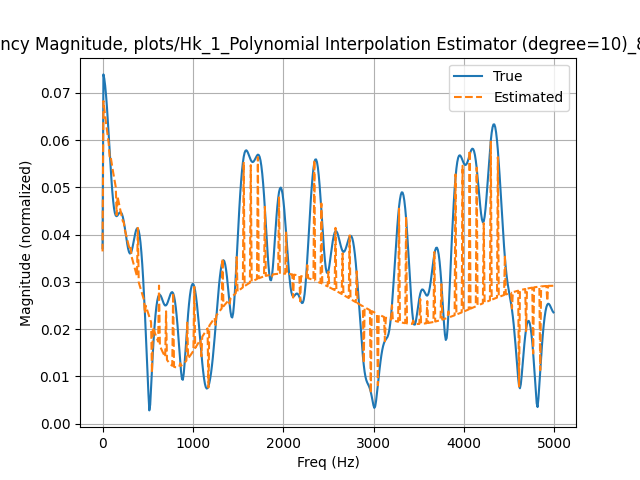 ncy Magnitude, plots/Hk_1_Polynomial Interpolation Estimator (degree=10)_8
True
Estimated
Magnitude (normalized)
0.07
0.06
0.05
0.04
0.03
0.02
0.01
0.00
0 1000 2000 3000 4000 5000
Freq (Hz)